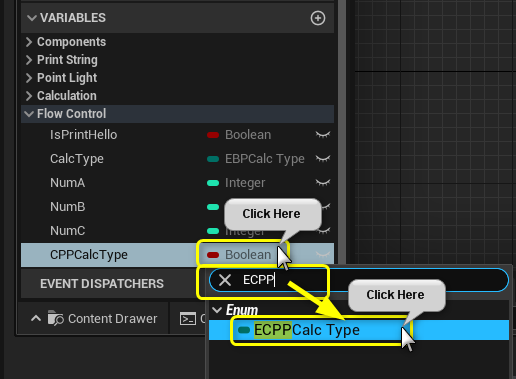 VARIABLES
Components
Print String
Point Light
Calculation
Flow Control
IsPrintHello Boolean
CalcType EBPCalc Type
NumA Integer
NumB Integer
Click Here
NumC Integer
CPPCalcType Boolean
EVENT DISPATCHERS
ECPP
Click Here
Enum
Content Drawer
ECPPCalc Type